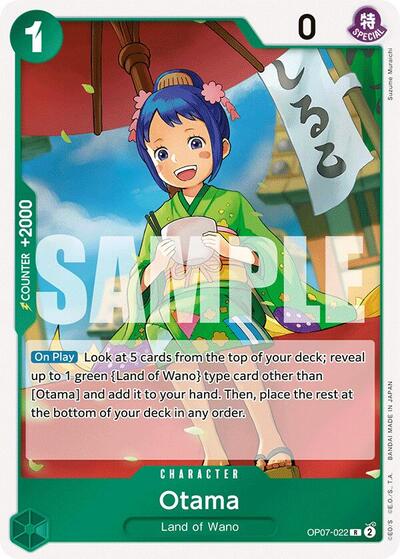 1
0
特
SPECIAL
Suzume Muraichi
しるこ
COUNTER +2000
SAMPLE
On Play Look at 5 cards from the top of your deck; reveal
up to 1 green {Land of Wano} type card other than
[Otama] and add it to your hand. Then, place the rest at
the bottom of your deck in any order.
©E.O./S. ©E.O./S., T.A. BANDAI MADE IN JAPAN
CHARACTER
Otama
Land of Wano
OP07-022 R 2